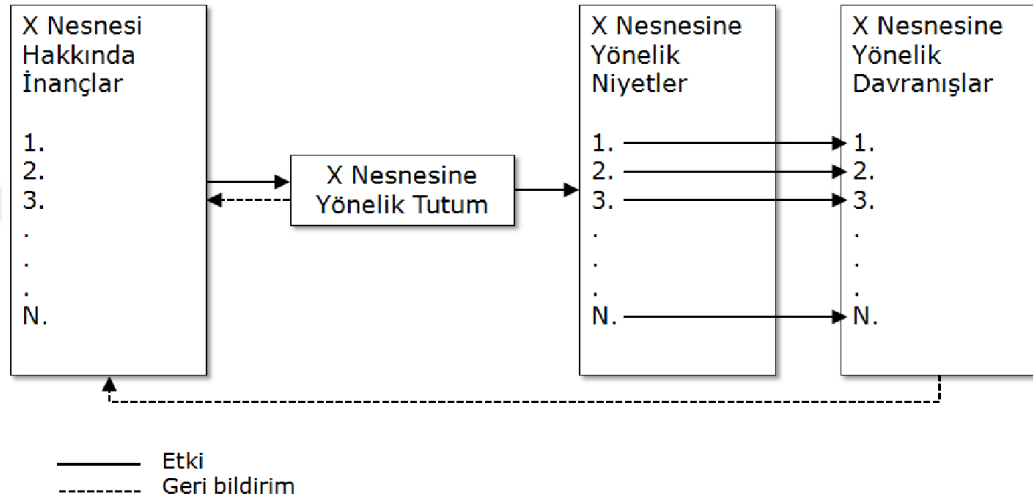 X Nesnesi
Hakkında
İnançlar
1.
2.
3.
.
.
.
N.
X Nesnesine
Yönelik Tutum
X Nesnesine
Yönelik
Niyetler
1.
2.
3.
.
.
.
N.
X Nesnesine
Yönelik
Davranışlar
1.
2.
3.
.
.
.
N.
Etki
Geri bildirim